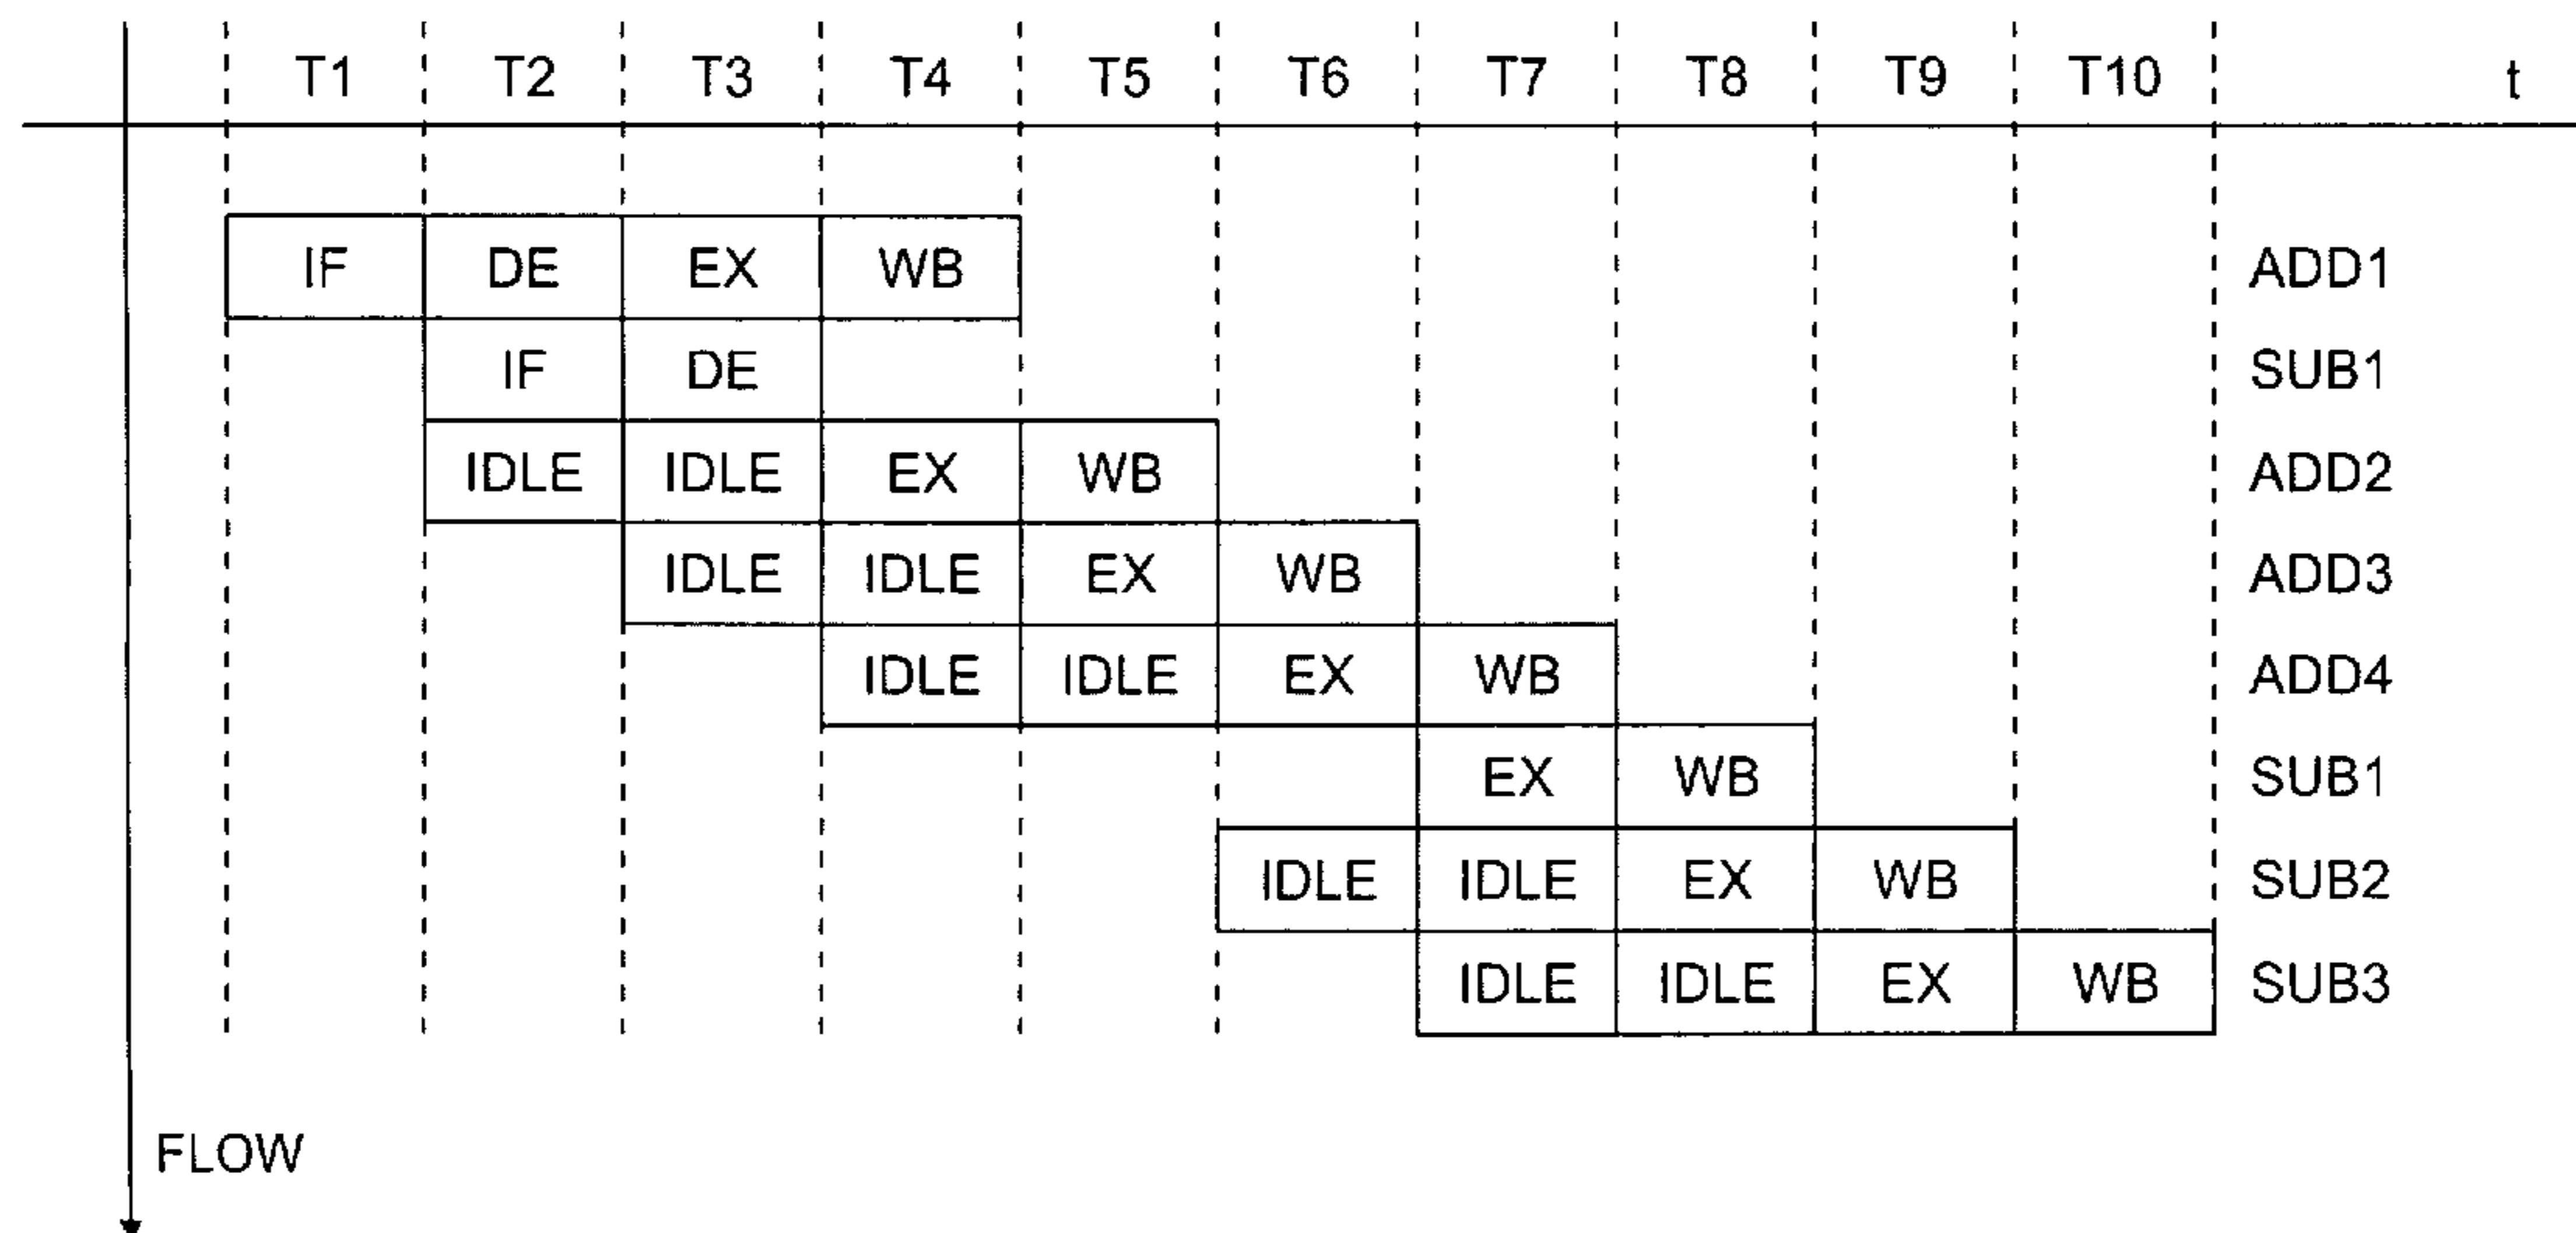 T1 T2 T3 T4 T5 T6 T7 T8 T9 T10 t
IF DE EX WB ADD1
IF DE SUB1
IDLE IDLE EX WB ADD2
IDLE IDLE EX WB ADD3
IDLE IDLE EX WB ADD4
EX WB SUB1
IDLE IDLE EX WB SUB2
IDLE IDLE EX WB SUB3
FLOW